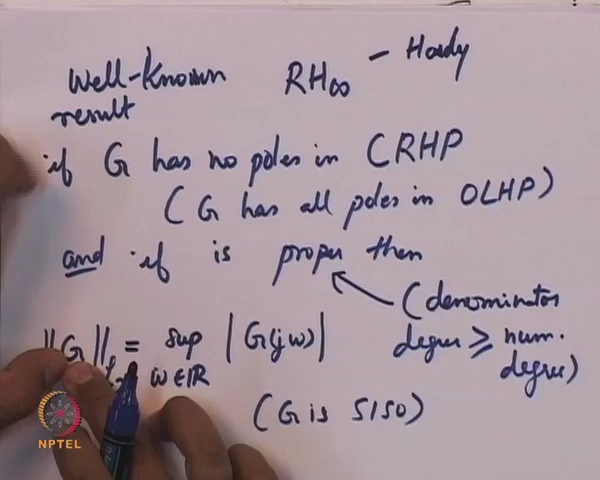 Well-Known RH∞ - Hardy
result
if G has no poles in CRHP
(G has all poles in OLHP)
and if is proper then
(denominator
degree ≥ num.
degree)
||G|| = sup |G(jω)|
ω∈ℝ
(G is SISO)
NPTEL